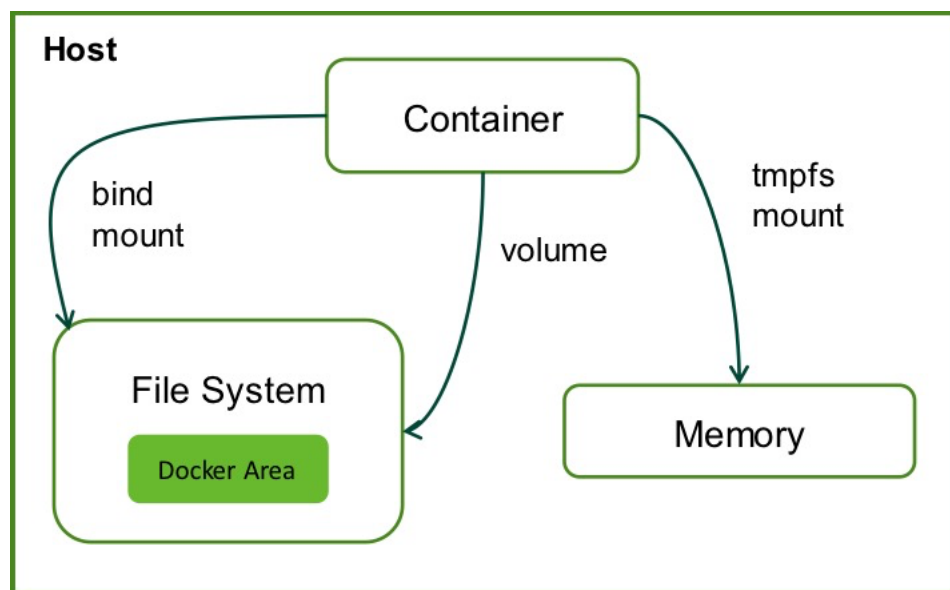 Host
Container
bind
mount
tmpfs
mount
volume
File System
Docker Area
Memory